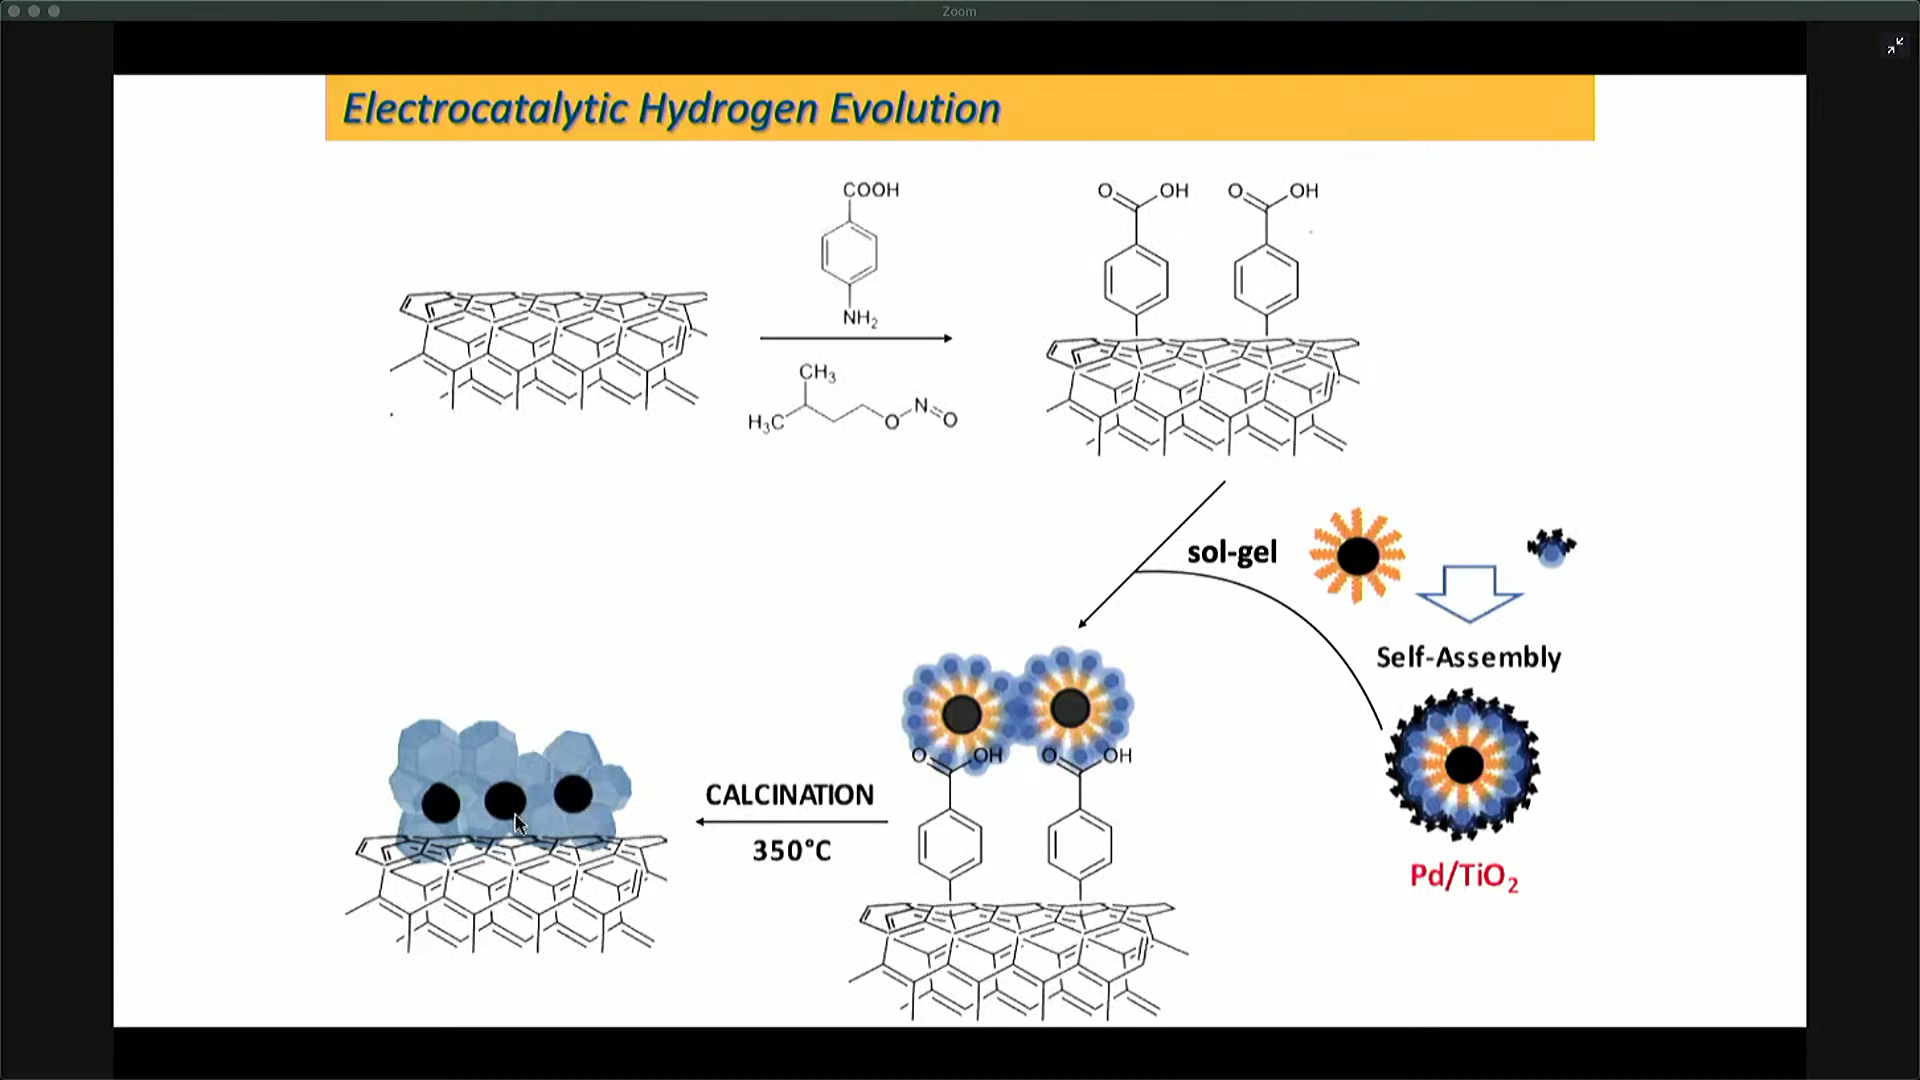 Zoom
Electrocatalytic Hydrogen Evolution
COOH
NH2
CH3
H3C
O
N
O
O
OH
O
OH
sol-gel
Self-Assembly
Pd/TiO2
O
OH
O
OH
CALCINATION
350°C